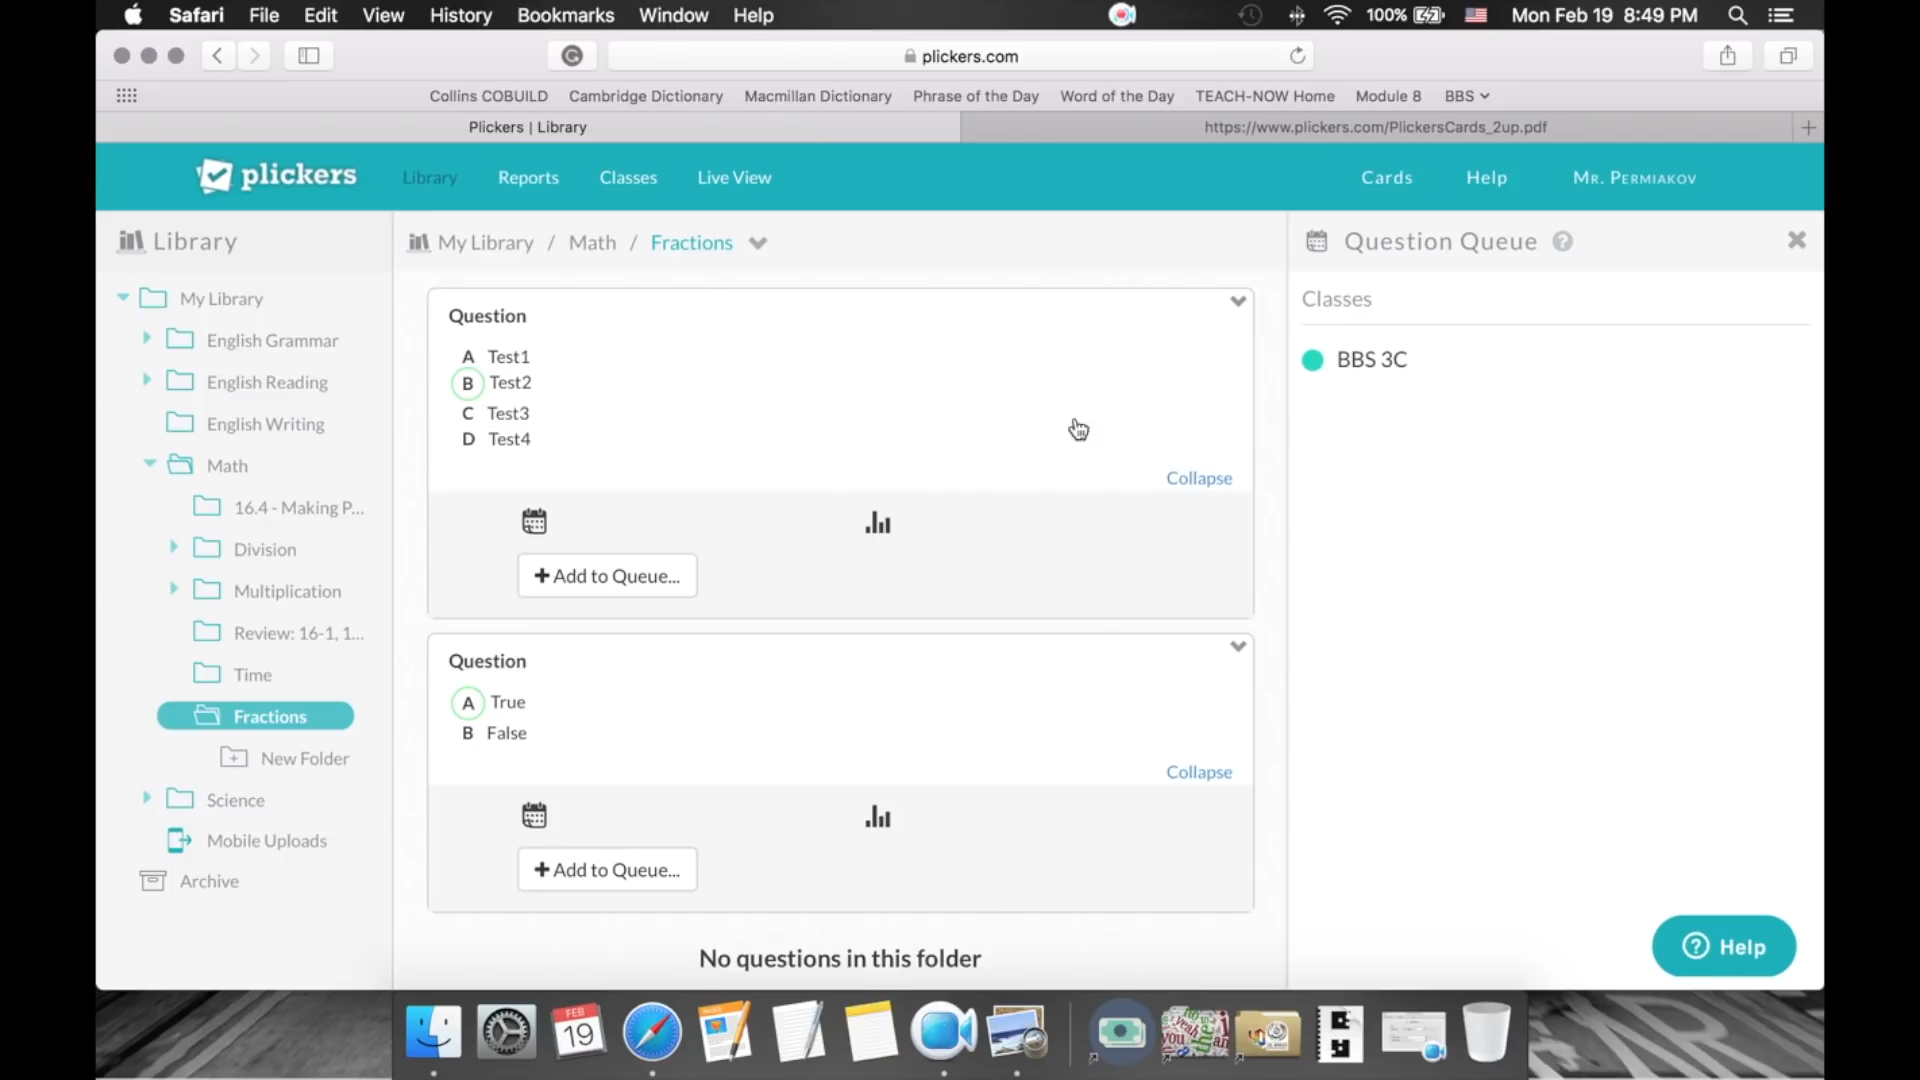 Safari File Edit View History Bookmarks Window Help 100% Mon Feb 19 8:49 PM
plickers.com
Collins COBUILD Cambridge Dictionary Macmillan Dictionary Phrase of the Day Word of the Day TEACH-NOW Home Module 8 BBS
Plickers | Library https://www.plickers.com/PlickersCards_2up.pdf
plickers Library Reports Classes Live View Cards Help MR. PERMIAKOV
Library
My Library
English Grammar
English Reading
English Writing
Math
16.4 - Making P...
Division
Multiplication
Review: 16-1, 1...
Time
Fractions
New Folder
Science
Mobile Uploads
Archive
My Library / Math / Fractions
Question
A Test1
B Test2
C Test3
D Test4
Collapse
+ Add to Queue...
Question
A True
B False
Collapse
+ Add to Queue...
No questions in this folder
Question Queue ?
Classes
BBS 3C
? Help
FEB
19